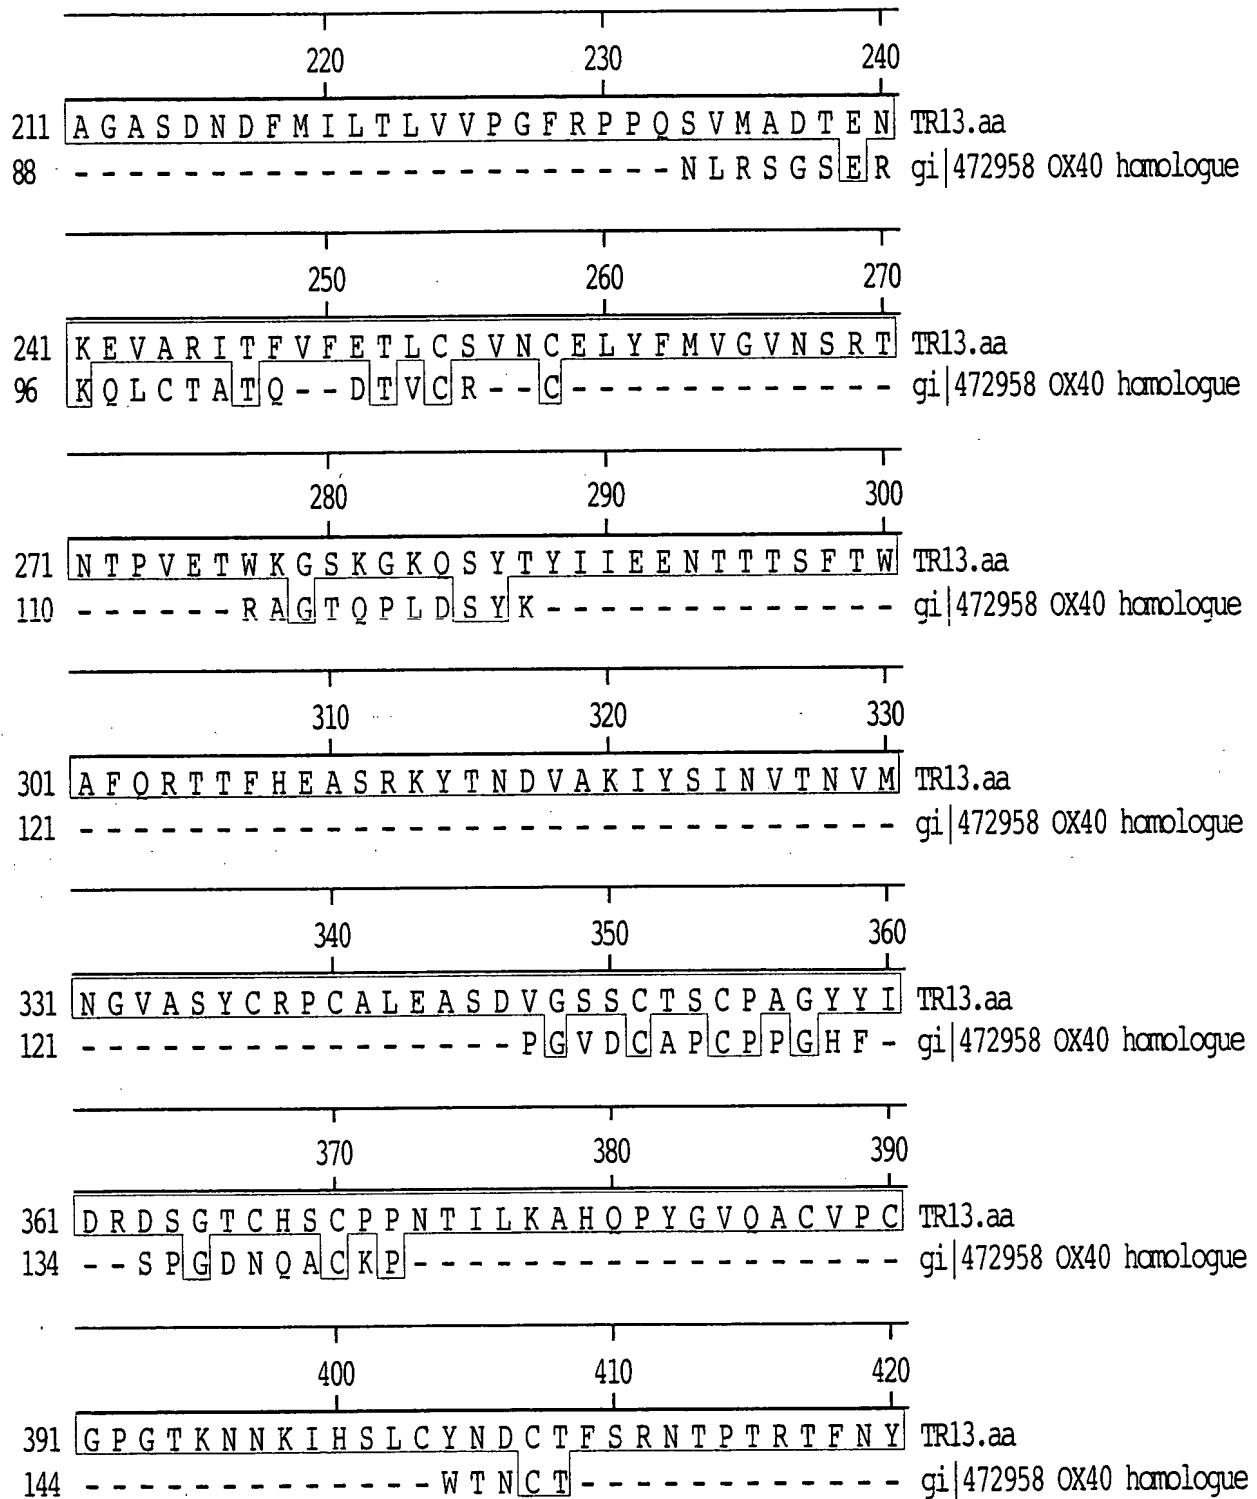 220 230 240
211 A G A S D N D F M I L T L V V P G F R P P Q S V M A D T E N TR13.aa
88 - - - - - - - - - - - - - - - - - - - - - - N L R S G S E R gi|472958 OX40 homologue
250 260 270
241 K E V A R I T F V F E T L C S V N C E L Y F M V G V N S R T TR13.aa
96 K Q L C T A T Q - - D T V C R - - C - - - - - - - - - - - - gi|472958 OX40 homologue
280 290 300
271 N T P V E T W K G S K G K Q S Y T Y I I E E N T T T S F T W TR13.aa
110 - - - - - - R A G T Q P L D S Y K - - - - - - - - - - - - - gi|472958 OX40 homologue
310 320 330
301 A F Q R T T F H E A S R K Y T N D V A K I Y S I N V T N V M TR13.aa
121 - - - - - - - - - - - - - - - - - - - - - - - - - - - - - - gi|472958 OX40 homologue
340 350 360
331 N G V A S Y C R P C A L E A S D V G S S C T S C P A G Y Y I TR13.aa
121 - - - - - - - - - - - - - - - - P G V D C A P C P P G H F - gi|472958 OX40 homologue
370 380 390
361 D R D S G T C H S C P P N T I L K A H Q P Y G V Q A C V P C TR13.aa
134 - - S P G D N Q A C K P - - - - - - - - - - - - - - - - - - gi|472958 OX40 homologue
400 410 420
391 G P G T K N N K I H S L C Y N D C T F S R N T P T R T F N Y TR13.aa
144 - - - - - - - - - - - - - W T N C T - - - - - - - - - - - - gi|472958 OX40 homologue